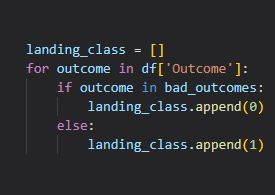 landing_class = []
for outcome in df['Outcome']:
    if outcome in bad_outcomes:
        landing_class.append(0)
    else:
        landing_class.append(1)